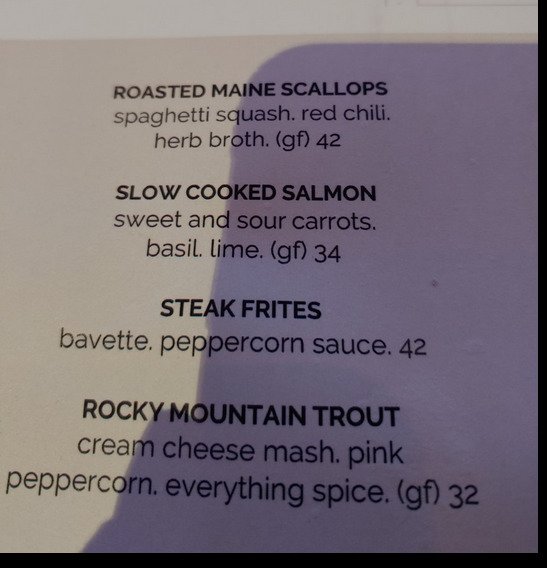 ROASTED MAINE SCALLOPS
spaghetti squash. red chili.
herb broth. (gf) 42
SLOW COOKED SALMON
sweet and sour carrots.
basil. lime. (gf) 34
STEAK FRITES
bavette. peppercorn sauce. 42
ROCKY MOUNTAIN TROUT
cream cheese mash. pink
peppercorn. everything spice. (gf) 32